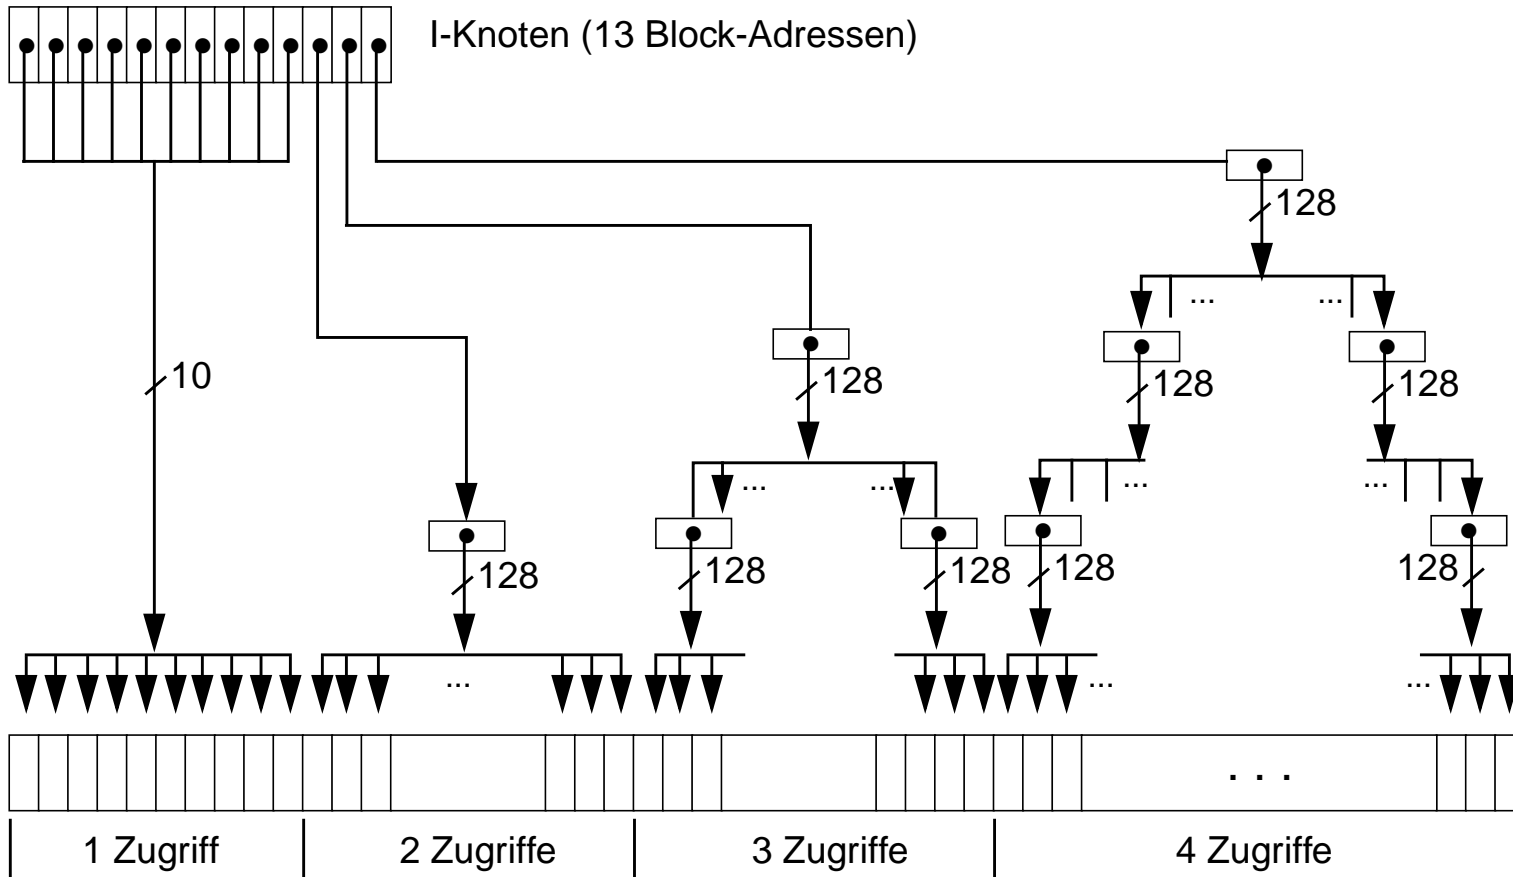 I-Knoten (13 Block-Adressen)
128
... ...
10
128
128
128
... ...
... ...
128
128
128
128
128
...
... ...
. . .
1 Zugriff
2 Zugriffe
3 Zugriffe
4 Zugriffe